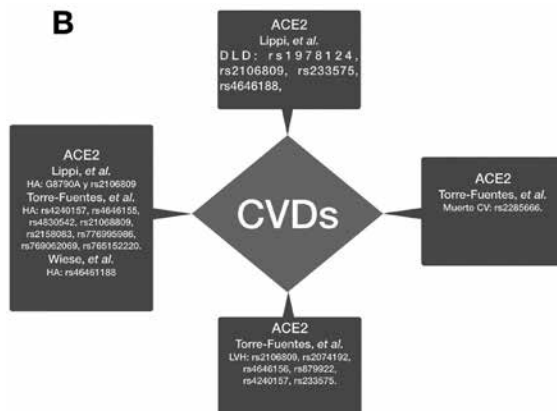 B
ACE2
Lippi, et al.
DLD: rs1978124,
rs2106809, rs233575,
rs4646188,
ACE2
Lippi, et al.
HA: G8790A y rs2106809
Torre-Fuentes, et al.
HA: rs4240157, rs4646155,
rs4830542, rs21068809,
rs2158083, rs776995986,
rs769062069, rs765152220.
Wiese, et al.
HA: rs46461188
CVDs
ACE2
Torre-Fuentes, et al.
Muerto CV: rs2285666.
ACE2
Torre-Fuentes, et al.
LVH: rs2106809, rs2074192,
rs4646156, rs879922,
rs4240157, rs233575.